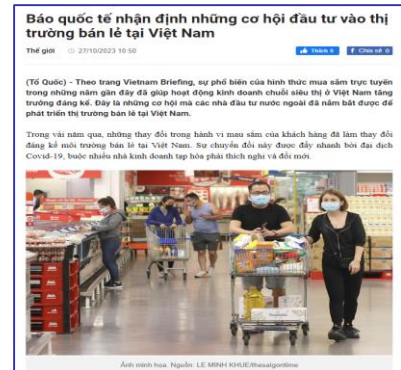 Báo quốc tế nhận định những cơ hội đầu tư vào thị
trường bán lẻ tại Việt Nam
Thế giới 27/10/2023 10:50 Thích 0 Chia sẻ 0
(Tổ Quốc) - Theo trang Vietnam Briefing, sự phổ biến của hình thức mua sắm trực tuyến
trong những năm gần đây đã giúp hoạt động kinh doanh chuỗi siêu thị ở Việt Nam tăng
trưởng đáng kể. Đây là những cơ hội mà các nhà đầu tư nước ngoài đã nắm bắt được để
phát triển thị trường bán lẻ tại Việt Nam.
Trong vài năm qua, những thay đổi trong hành vi mua sắm của khách hàng đã làm thay đổi
đáng kể môi trường bán lẻ tại Việt Nam. Sự chuyển đổi này được đẩy nhanh bởi đại dịch
Covid-19, buộc nhiều nhà kinh doanh tạp hóa phải thích nghi và đổi mới.
Ảnh minh họa. Nguồn: LE MINH KHUE/thesaigontime